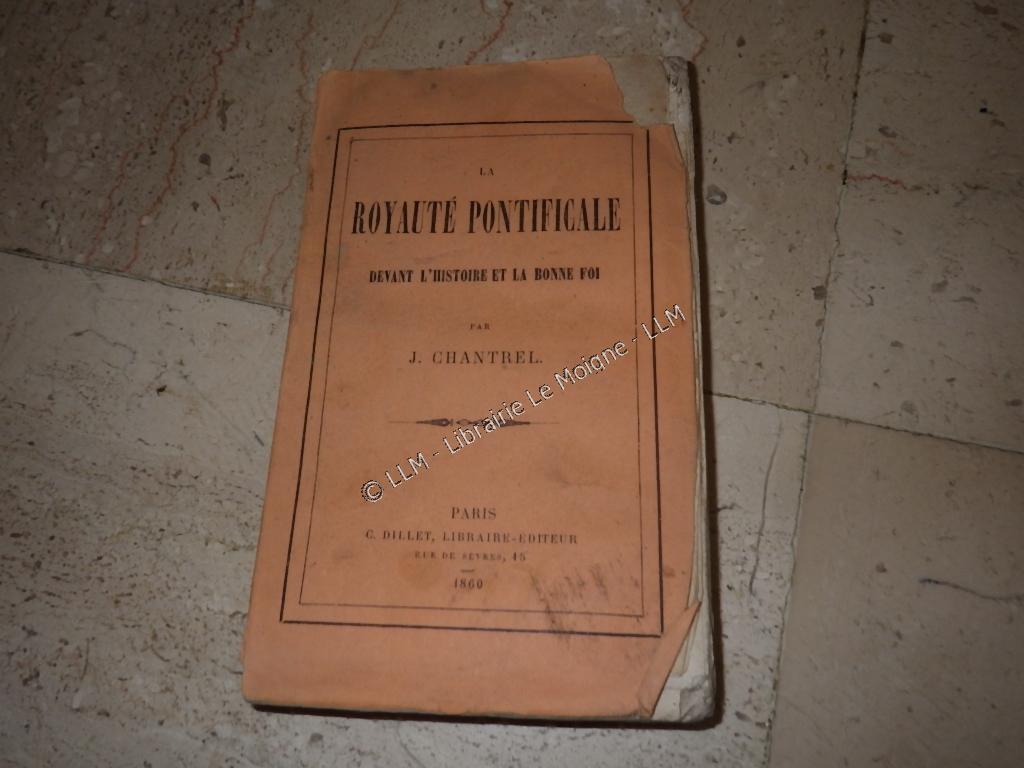 LA
ROYAUTÉ PONTIFICALE
DEVANT L'HISTOIRE ET LA BONNE FOI
PAR
J. CHANTREL.
PARIS
C. DILLET, LIBRAIRE-EDITEUR
RUE DE SÈVRES, 15
1860
© LLM - Librairie Le Moigne - LLM